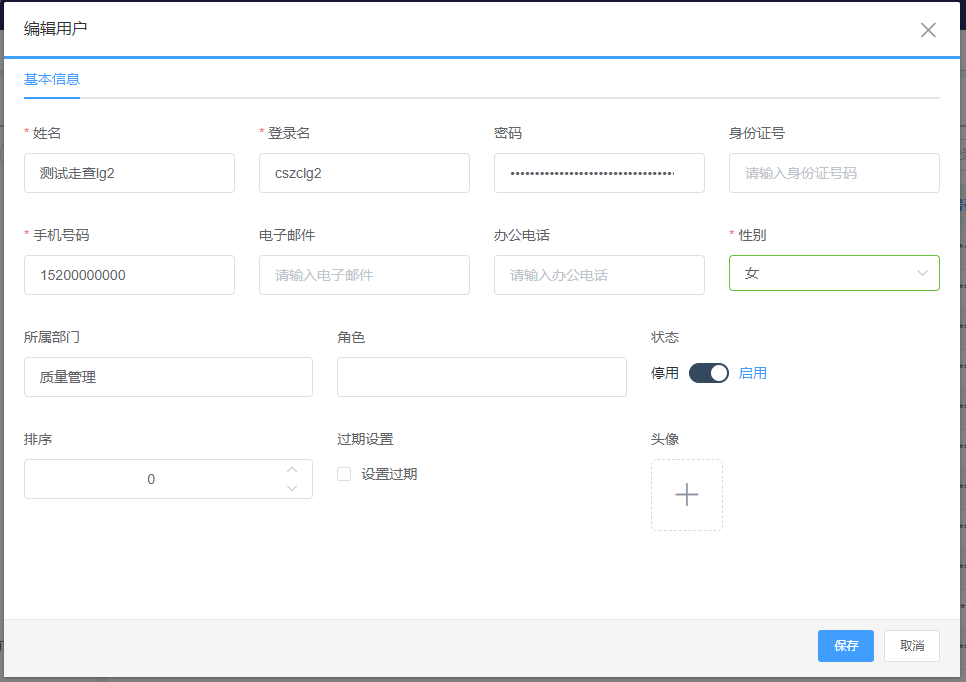 编辑用户
基本信息
* 姓名 * 登录名 密码 身份证号
测试走查lg2 cszclg2 •••••••••••••••••••••••••••••••• 请输入身份证号码
* 手机号码 电子邮件 办公电话 * 性别
15200000000 请输入电子邮件 请输入办公电话 女
所属部门 角色 状态
质量管理 停用 启用
排序 过期设置 头像
0 设置过期
保存 取消